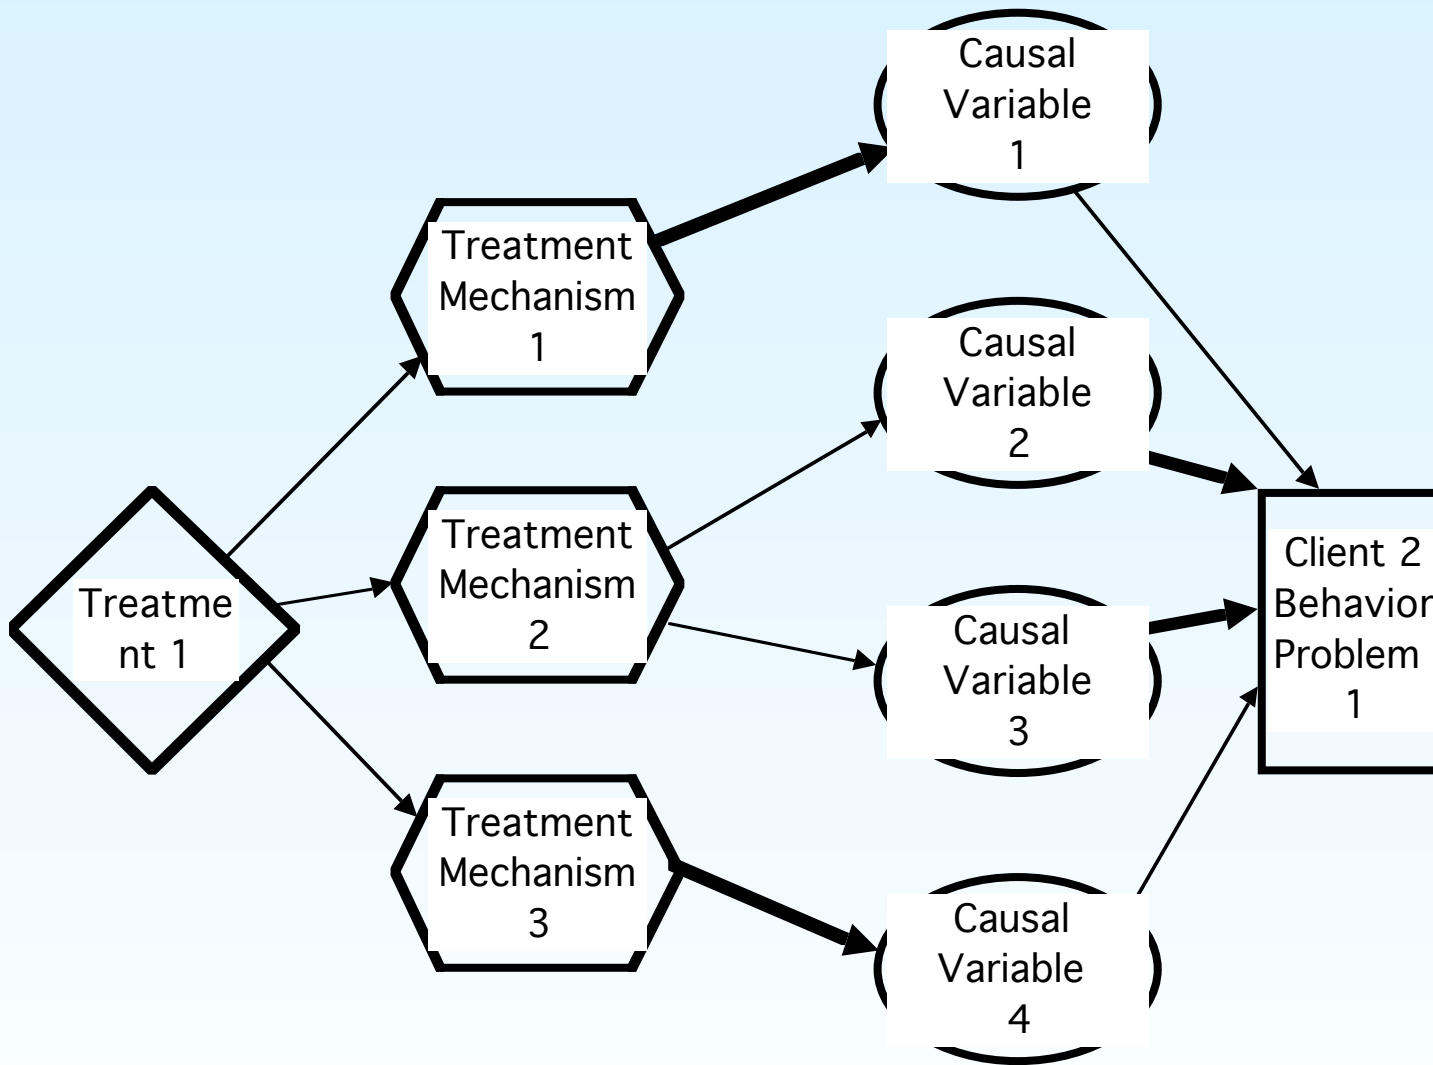 Treatme
nt 1
Treatment
Mechanism
1
Treatment
Mechanism
2
Treatment
Mechanism
3
Causal
Variable
1
Causal
Variable
2
Causal
Variable
3
Causal
Variable
4
Client 2
Behavior
Problem
1